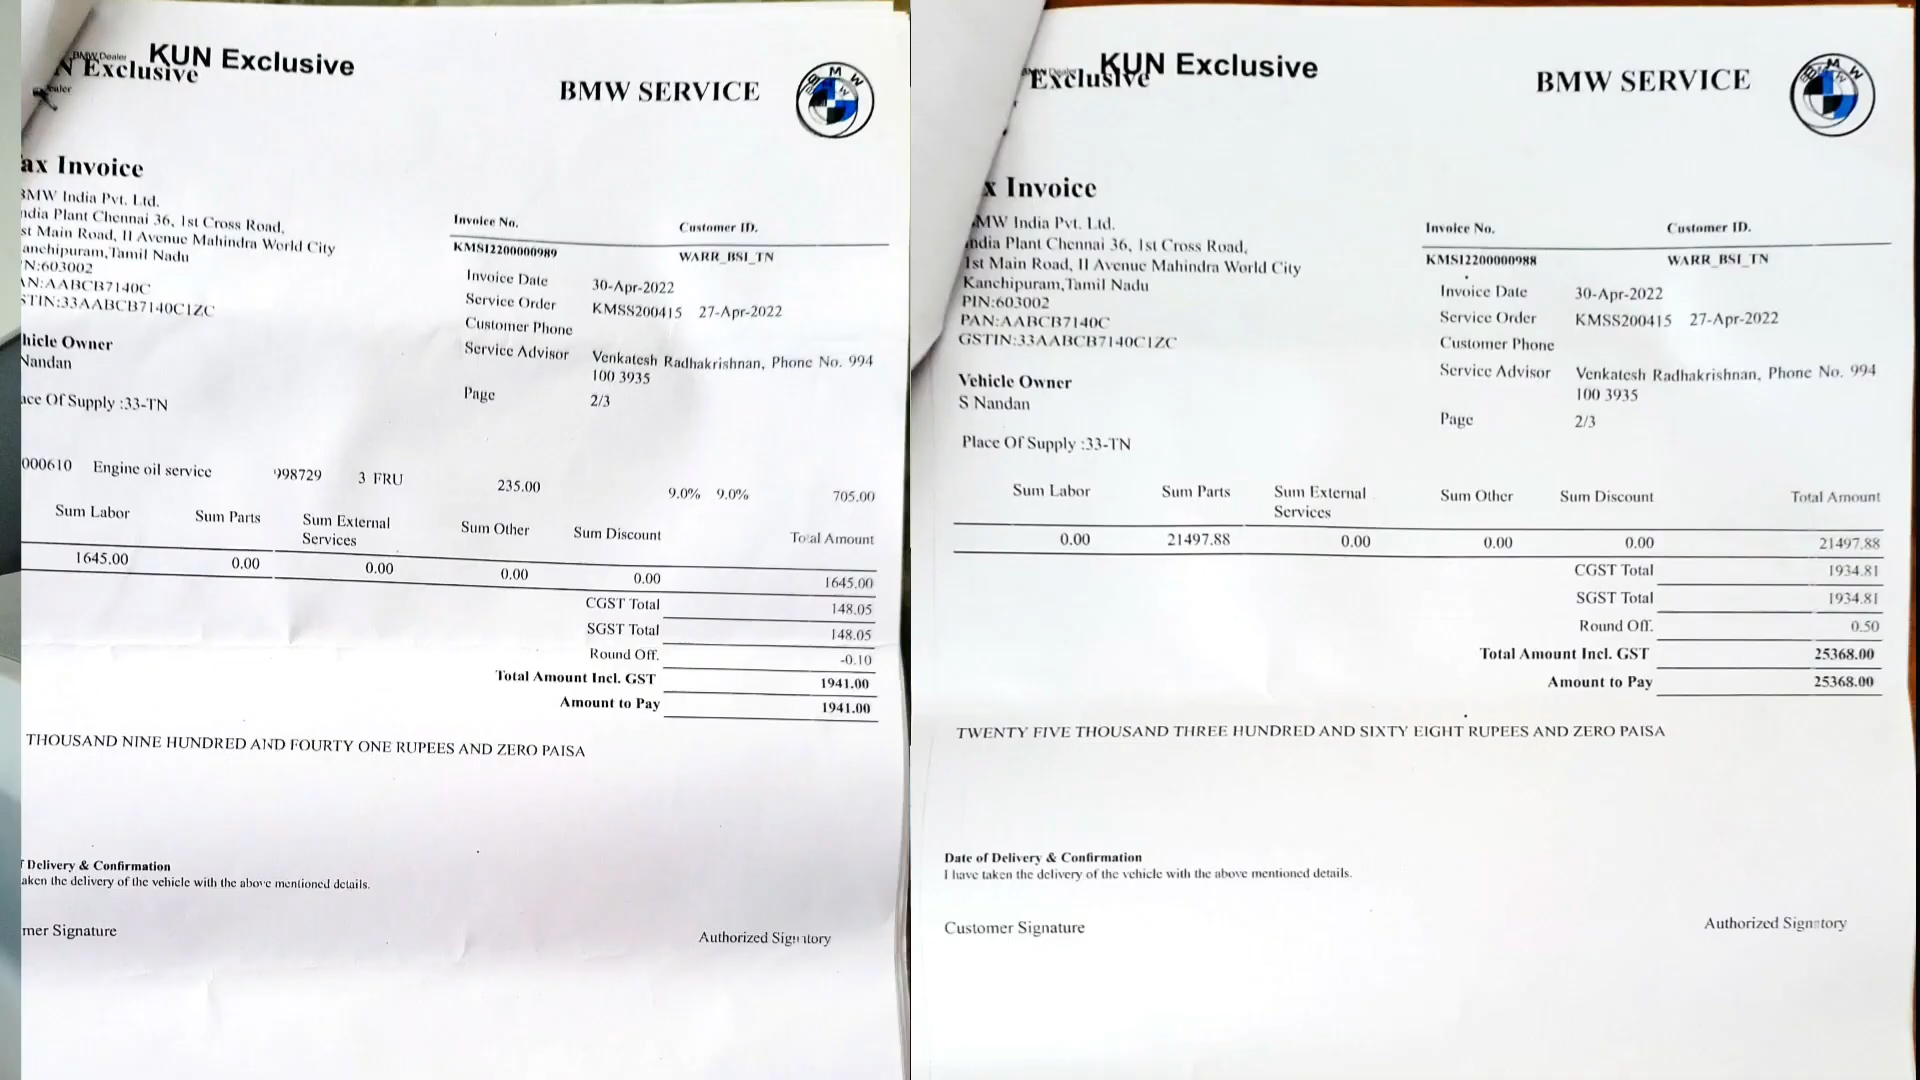 BMW Dealer KUN Exclusive
Exclusive
BMW SERVICE
ax Invoice
BMW India Pvt. Ltd.
ndia Plant Chennai 36, 1st Cross Road,
st Main Road, II Avenue Mahindra World City
anchipuram,Tamil Nadu
N:603002
AN:AABCB7140C
STIN:33AABCB7140C1ZC
hicle Owner
Nandan
ace Of Supply :33-TN
Invoice No. Customer ID.
KMSI2200000989 WARR_BSI_TN
Invoice Date 30-Apr-2022
Service Order KMSS200415 27-Apr-2022
Customer Phone
Service Advisor Venkatesh Radhakrishnan, Phone No. 994
100 3935
Page 2/3
000610 Engine oil service 998729 3 FRU 235.00 9.0% 9.0% 705.00
Sum Labor Sum Parts Sum External Services Sum Other Sum Discount Total Amount
1645.00 0.00 0.00 0.00 0.00 1645.00
CGST Total 148.05
SGST Total 148.05
Round Off. -0.10
Total Amount Incl. GST 1941.00
Amount to Pay 1941.00
THOUSAND NINE HUNDRED AND FOURTY ONE RUPEES AND ZERO PAISA
f Delivery & Confirmation
aken the delivery of the vehicle with the above mentioned details.
mer Signature Authorized Signatory
KUN Exclusive
Exclusive
BMW SERVICE
x Invoice
MW India Pvt. Ltd.
ndia Plant Chennai 36, 1st Cross Road,
1st Main Road, II Avenue Mahindra World City
Kanchipuram,Tamil Nadu
PIN:603002
PAN:AABCB7140C
GSTIN:33AABCB7140C1ZC
Vehicle Owner
S Nandan
Place Of Supply :33-TN
Invoice No. Customer ID.
KMSI2200000988 WARR_BSI_TN
Invoice Date 30-Apr-2022
Service Order KMSS200415 27-Apr-2022
Customer Phone
Service Advisor Venkatesh Radhakrishnan, Phone No. 994
100 3935
Page 2/3
Sum Labor Sum Parts Sum External Services Sum Other Sum Discount Total Amount
0.00 21497.88 0.00 0.00 0.00 21497.88
CGST Total 1934.81
SGST Total 1934.81
Round Off. 0.50
Total Amount Incl. GST 25368.00
Amount to Pay 25368.00
TWENTY FIVE THOUSAND THREE HUNDRED AND SIXTY EIGHT RUPEES AND ZERO PAISA
Date of Delivery & Confirmation
I have taken the delivery of the vehicle with the above mentioned details.
Customer Signature Authorized Signatory